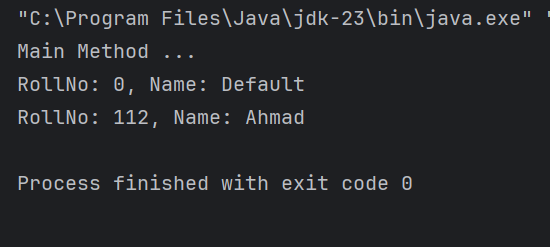 "C:\Program Files\Java\jdk-23\bin\java.exe" "
Main Method ...
RollNo: 0, Name: Default
RollNo: 112, Name: Ahmad
Process finished with exit code 0